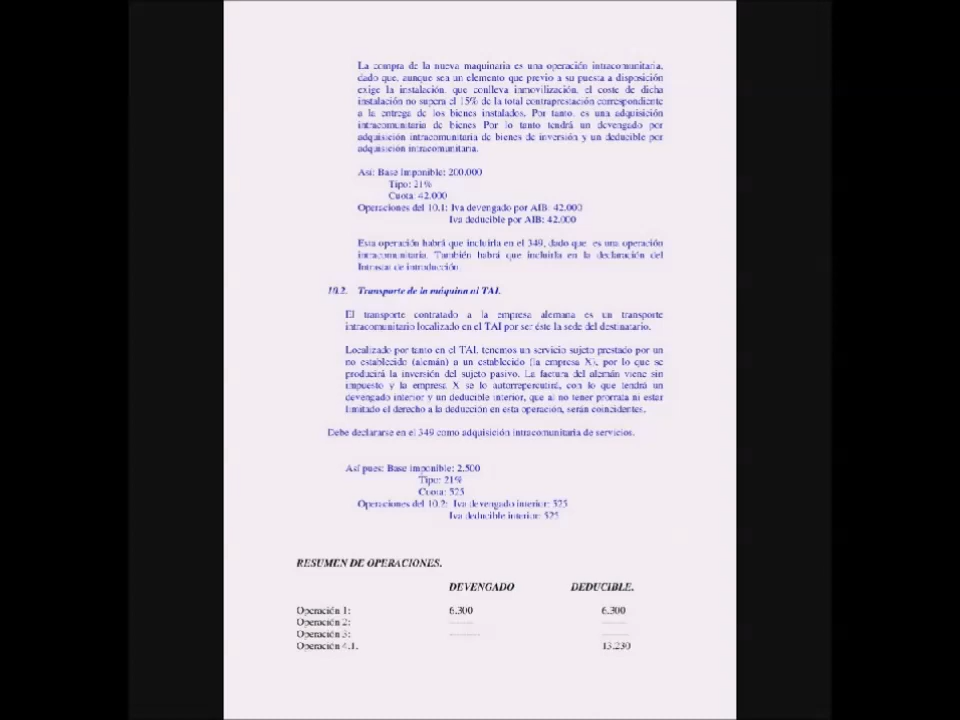 La compra de la nueva maquinaria es una operación intracomunitaria,
dado que, aunque sea un elemento que previo a su puesta a disposición
exige la instalación, que conlleva inmovilización, el coste de dicha
instalación no supera el 15% de la total contraprestación correspondiente
a la entrega de los bienes instalados. Por tanto, es una adquisición
intracomunitaria de bienes Por lo tanto tendrá un devengado por
adquisición intracomunitaria de bienes de inversión y un deducible por
adquisición intracomunitaria.
Así: Base imponible: 200.000
Tipo: 21%
Cuota: 42.000
Operaciones del 10.1: Iva devengado por AIB: 42.000
Iva deducible por AIB: 42.000
Esta operación habrá que incluirla en el 349, dado que es una operación
intracomunitaria. También habrá que incluirla en la declaración del
Intrastat de introducción
10.2. Transporte de la máquina al TAI.
El transporte contratado a la empresa alemana es un transporte
intracomunitario localizado en el TAI por ser éste la sede del destinatario.
Localizado por tanto en el TAI, tenemos un servicio sujeto prestado por un
no establecido (alemán) a un establecido (la empresa X), por lo que se
producirá la inversión del sujeto pasivo. La factura del alemán viene sin
impuesto y la empresa X se lo autorrepercutirá, con lo que tendrá un
devengado interior y un deducible interior, que al no tener prorrata ni estar
limitado el derecho a la deducción en esta operación, serán coincidentes.
Debe declararse en el 349 como adquisición intracomunitaria de servicios.
Así pues: Base imponible: 2.500
Tipo: 21%
Cuota: 525
Operaciones del 10.2: Iva devengado interior: 525
Iva deducible interior: 525
RESUMEN DE OPERACIONES.
DEVENGADO DEDUCIBLE.
Operación 1: 6.300 6.300
Operación 2: -------- --------
Operación 3: -------- --------
Operación 4.1. 13.230